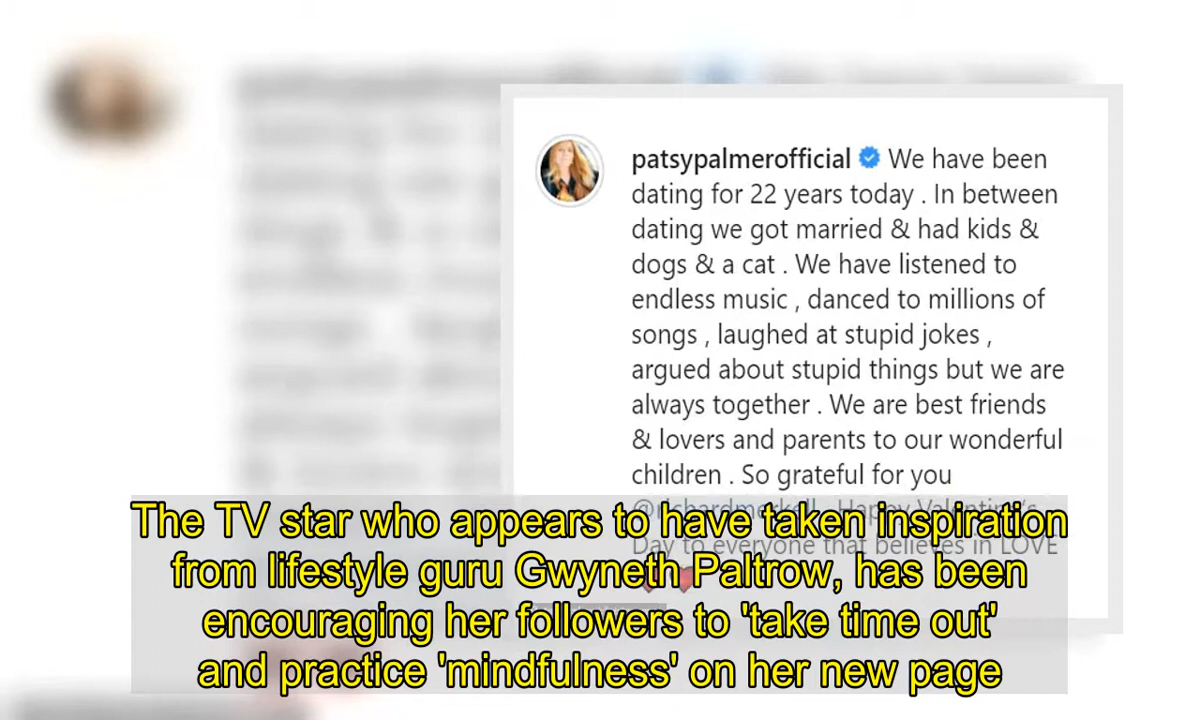 patsypalmerofficial We have been
dating for 22 years today . In between
dating we got married & had kids &
dogs & a cat . We have listened to
endless music , danced to millions of
songs , laughed at stupid jokes ,
argued about stupid things but we are
always together . We are best friends
& lovers and parents to our wonderful
children . So grateful for you
@richardmerkell . Happy Valentine's
Day to everyone that believes in LOVE
The TV star who appears to have taken inspiration
from lifestyle guru Gwyneth Paltrow, has been
encouraging her followers to 'take time out'
and practice 'mindfulness' on her new page